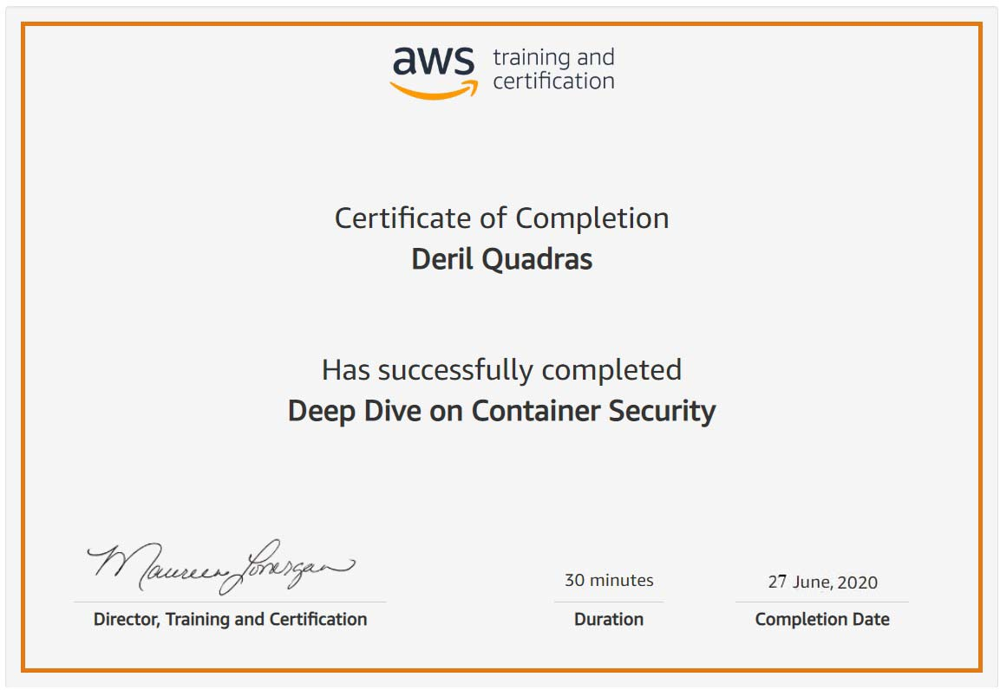 aws training and
certification
Certificate of Completion
Deril Quadras
Has successfully completed
Deep Dive on Container Security
Maureen Lonergan
Director, Training and Certification
30 minutes
Duration
27 June, 2020
Completion Date